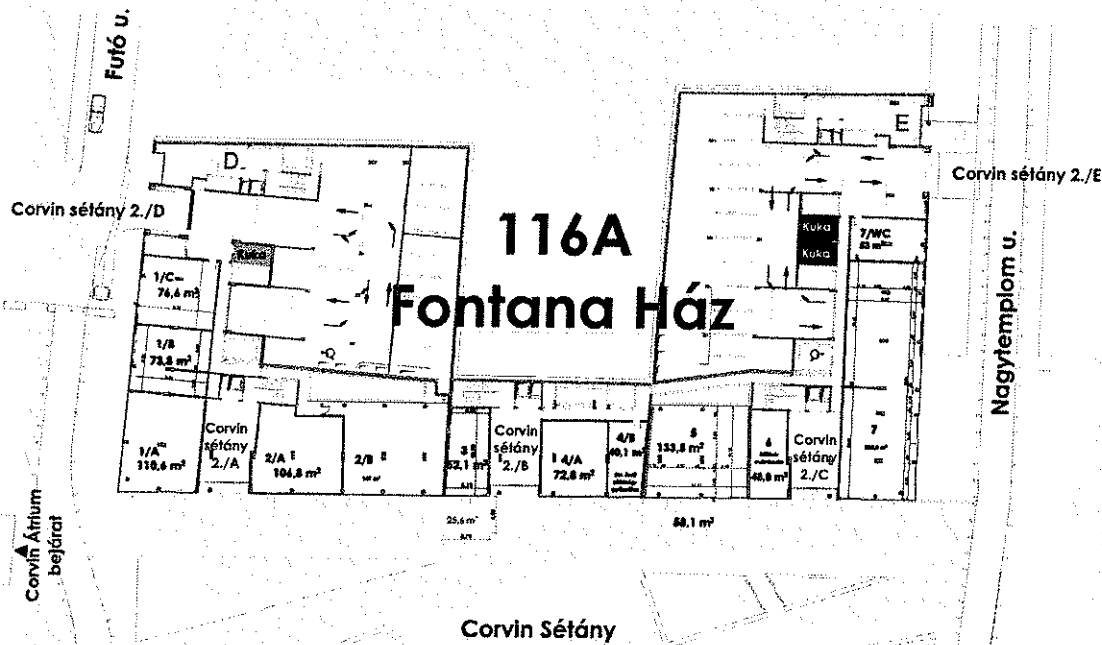 Futó u.
D
E
Corvin sétány 2./D
Corvin sétány 2./E
116A
Fontana Ház
Kuka
Kuka
Kuka
7/WC
1/C
76,6 m²
1/B
73,8 m²
Nagytemplom u.
1/A
110,6 m²
Corvin
sétány
2./A
2/A
106,8 m²
2/B
3
52,1 m²
Corvin
sétány
2./B
4/A
72,8 m²
4/B
40,1 m²
5
153,8 m²
6
48,8 m²
Corvin
sétány
2./C
7
25,6 m²
58,1 m²
Corvin Átrium
bejárat
Corvin Sétány